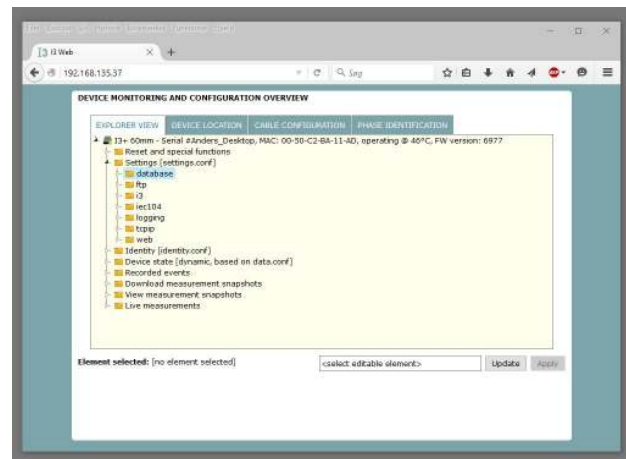 I3 I3 Web
192.168.135.37
Søg
DEVICE MONITORING AND CONFIGURATION OVERVIEW
EXPLORER VIEW DEVICE LOCATION CABLE CONFIGURATION PHASE IDENTIFICATION
I3+ 60mm - Serial #Anders_Desktop, MAC: 00-50-C2-BA-11-AD, operating @ 46°C, FW version: 6977
Reset and special functions
Settings [settings.conf]
database
ftp
i3
iec104
logging
tcpip
web
Identity [identity.conf]
Device state [dynamic, based on data.conf]
Recorded events
Download measurement snapshots
View measurement snapshots
Live measurements
Element selected: [no element selected]
<select editable element>
Update
Apply